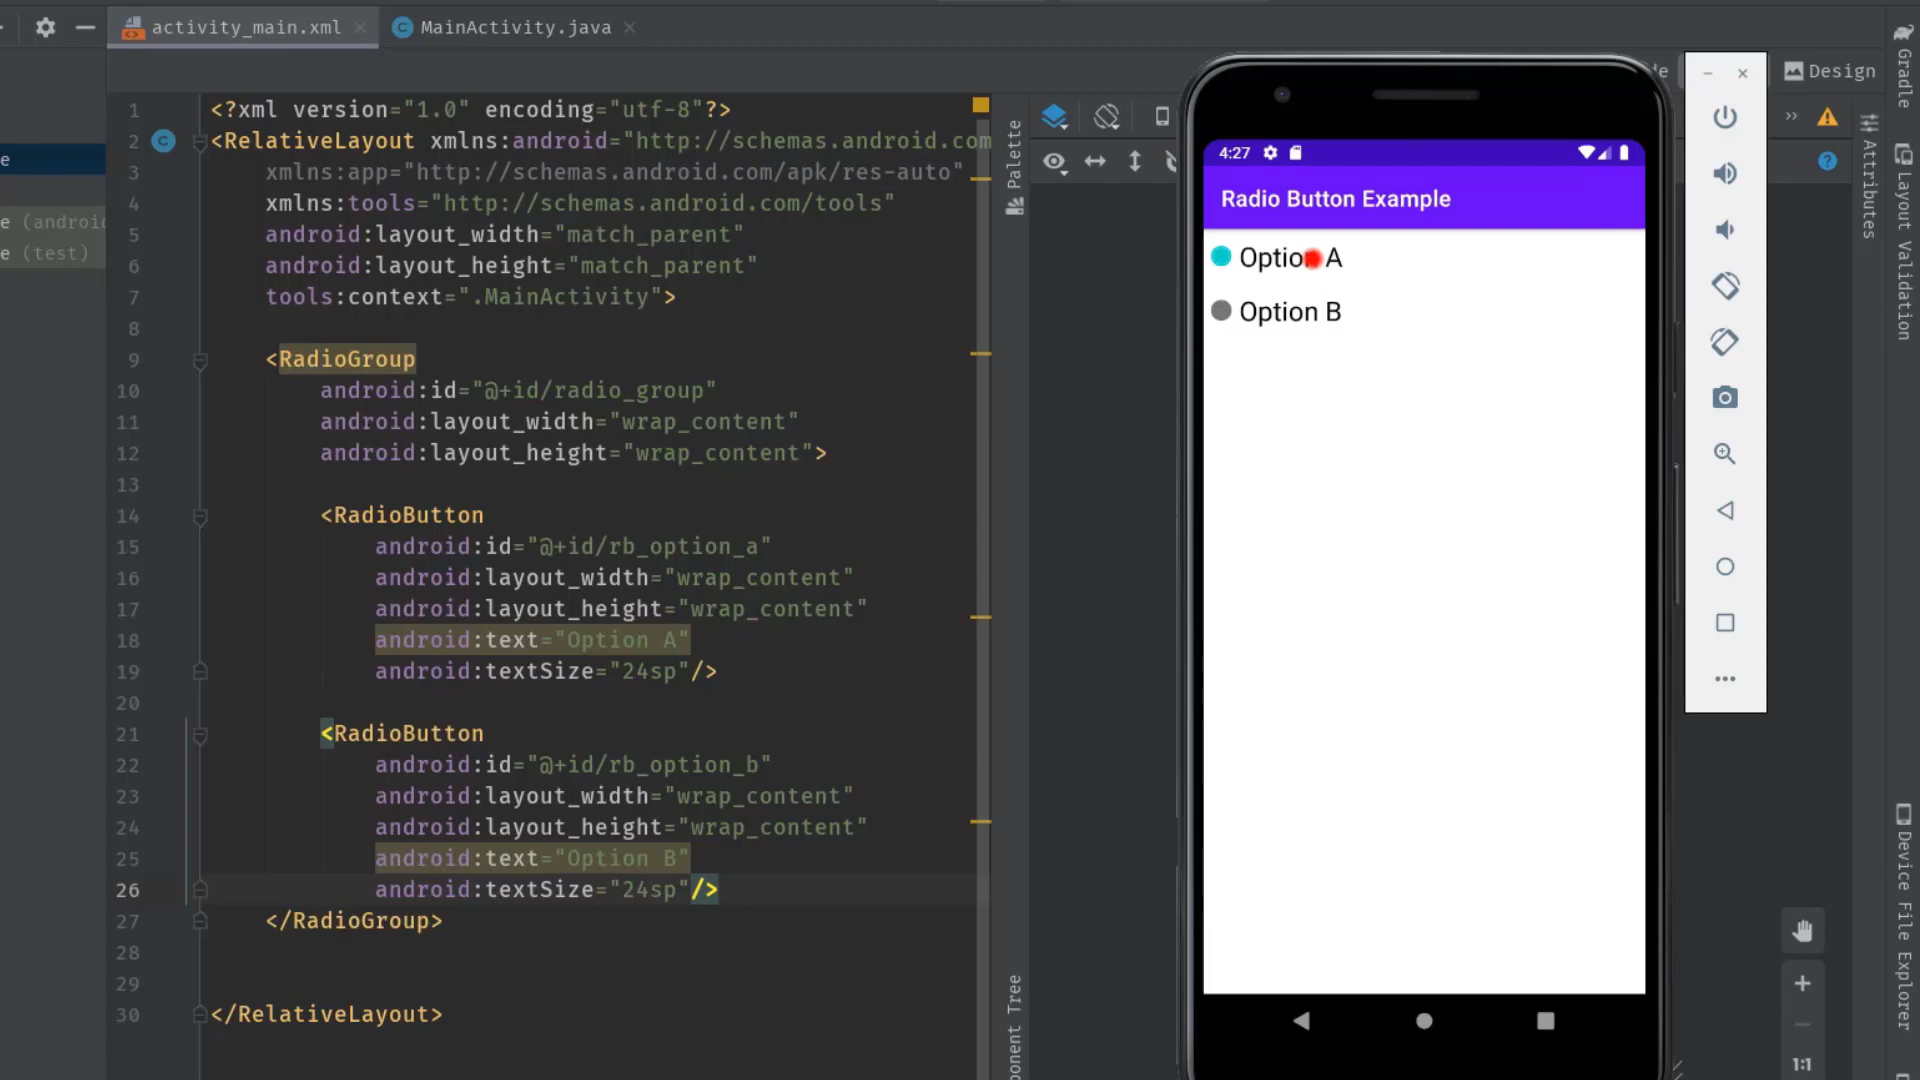 activity_main.xml
MainActivity.java
Design
Gradle
Layout Validation
Attributes
Palette
e
e (androi
e (test)
1 <?xml version="1.0" encoding="utf-8"?>
2 <RelativeLayout xmlns:android="http://schemas.android.com
3 xmlns:app="http://schemas.android.com/apk/res-auto"
4 xmlns:tools="http://schemas.android.com/tools"
5 android:layout_width="match_parent"
6 android:layout_height="match_parent"
7 tools:context=".MainActivity">
8
9 <RadioGroup
10 android:id="@+id/radio_group"
11 android:layout_width="wrap_content"
12 android:layout_height="wrap_content">
13
14 <RadioButton
15 android:id="@+id/rb_option_a"
16 android:layout_width="wrap_content"
17 android:layout_height="wrap_content"
18 android:text="Option A"
19 android:textSize="24sp"/>
20
21 <RadioButton
22 android:id="@+id/rb_option_b"
23 android:layout_width="wrap_content"
24 android:layout_height="wrap_content"
25 android:text="Option B"
26 android:textSize="24sp"/>
27 </RadioGroup>
28
29
30 </RelativeLayout>
4:27
Radio Button Example
Option A
Option B
ponent Tree
Device File Explorer
1:1